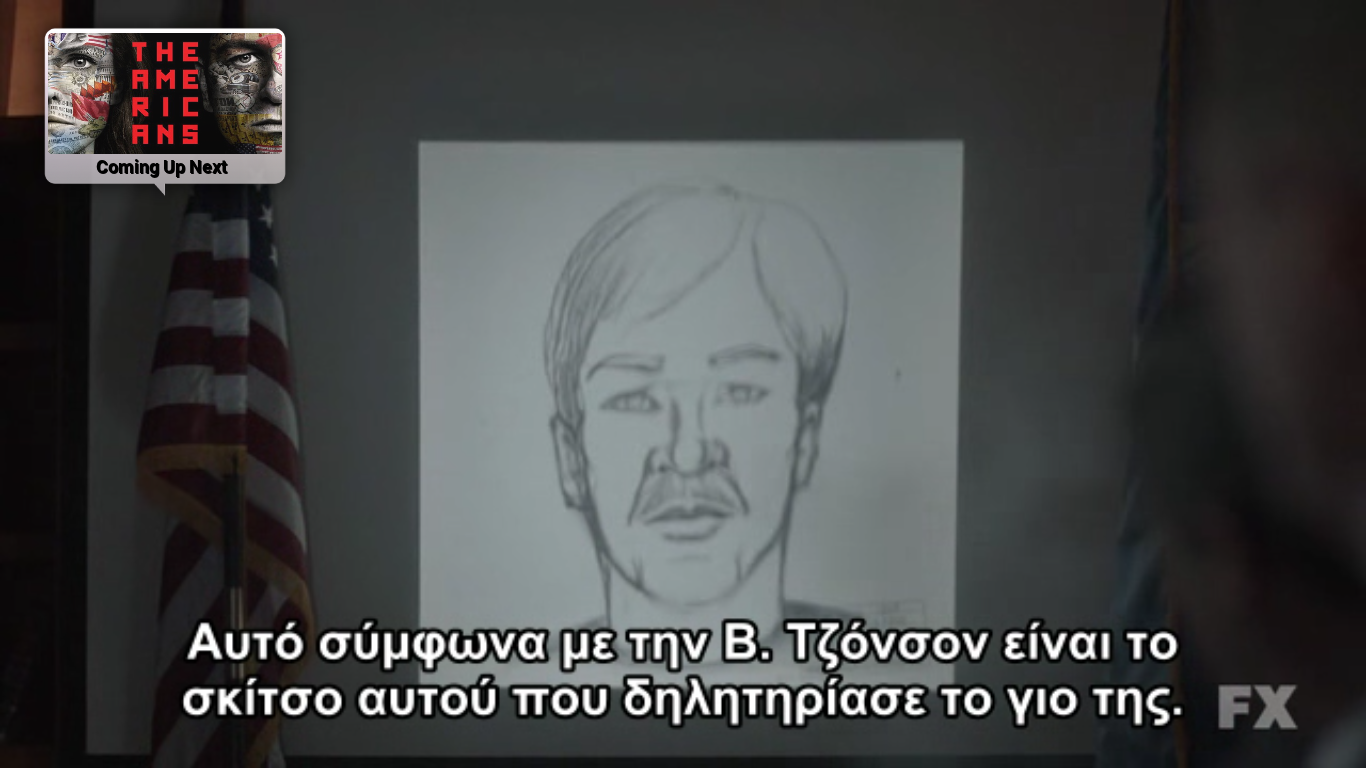 THE
AME
RIC
ANS
Coming Up Next
Αυτό σύμφωνα με την Β. Τζόνσον είναι το
σκίτσο αυτού που δηλητηρίασε το γιο της.
FX